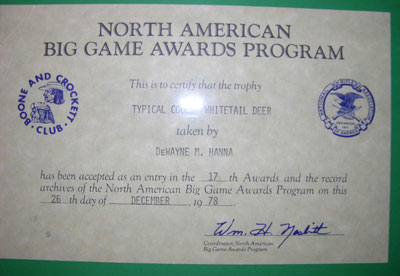 NORTH AMERICAN
BIG GAME AWARDS PROGRAM
BOONE AND CROCKETT
CLUB
This is to certify that the trophy
TYPICAL COUES WHITETAIL DEER
taken by
DeWAYNE M. HANNA
has been accepted as an entry in the 17th Awards and the record
archives of the North American Big Game Awards Program on this
26 th day of DECEMBER, 1978.
Wm. H. Nesbitt
Coordinator, North American
Big Game Awards Program